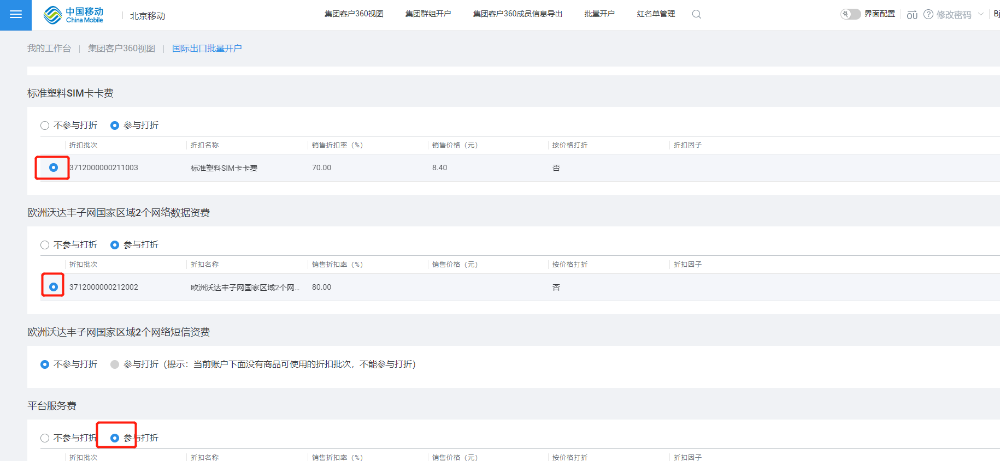 中国移动
China Mobile
北京移动
集团客户360视图 集团群组开户 集团客户360成员信息导出 批量开户 红名单管理
界面配置 修改密码 Bj
我的工作台 集团客户360视图 国际出口批量开户
标准塑料SIM卡卡费
不参与打折 参与打折
折扣批次 折扣名称 销售折扣率（%） 销售价格（元） 按价格打折 折扣因子
3712000000211003 标准塑料SIM卡卡费 70.00 8.40 否
欧洲沃达丰子网国家区域2个网络数据资费
不参与打折 参与打折
折扣批次 折扣名称 销售折扣率（%） 销售价格（元） 按价格打折 折扣因子
3712000000212002 欧洲沃达丰子网国家区域2个网... 80.00 否
欧洲沃达丰子网国家区域2个网络短信资费
不参与打折 参与打折（提示：当前账户下面没有商品可使用的折扣批次，不能参与打折）
平台服务费
不参与打折 参与打折
折扣批次 折扣名称 销售折扣率（%） 销售价格（元） 按价格打折 折扣因子